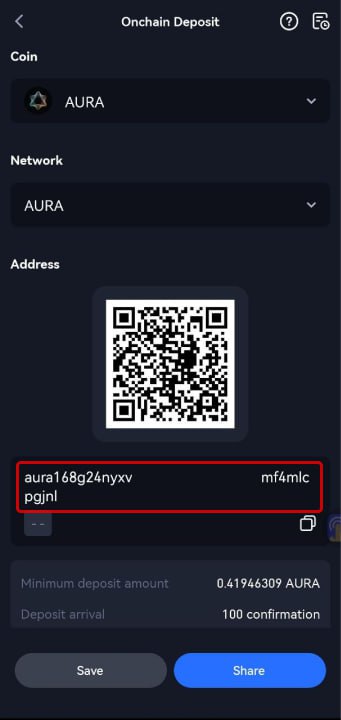 Onchain Deposit
Coin
AURA
Network
AURA
Address
aura168g24nyxv mf4mlc
pgjnl
--
Minimum deposit amount 0.41946309 AURA
Deposit arrival 100 confirmation
Save Share